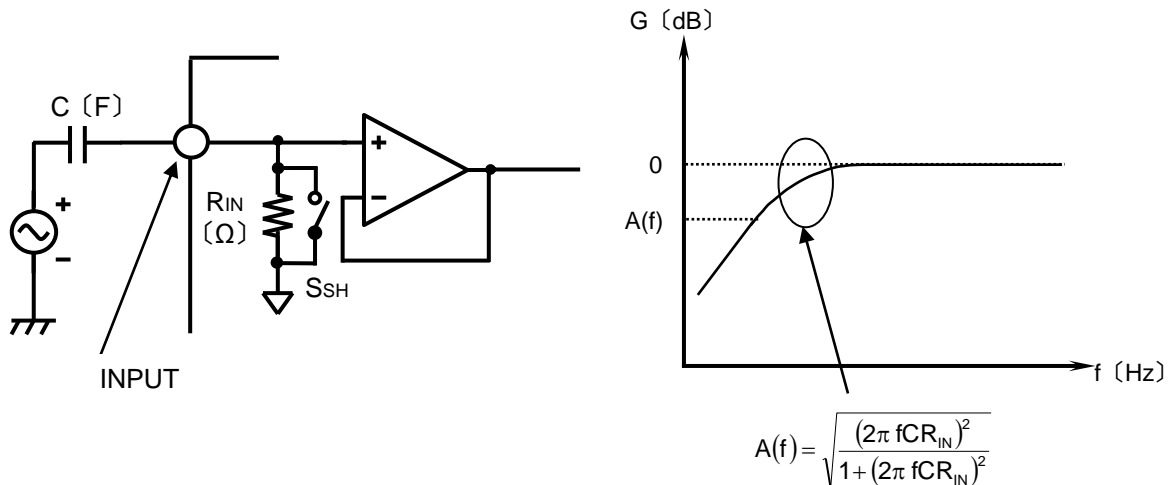 C〔F〕
+
−
INPUT
RIN
〔Ω〕
SSH
+
−
G〔dB〕
0
A(f)
f〔Hz〕
A(f) = √((2π fCRIN)² / (1 + (2π fCRIN)²))